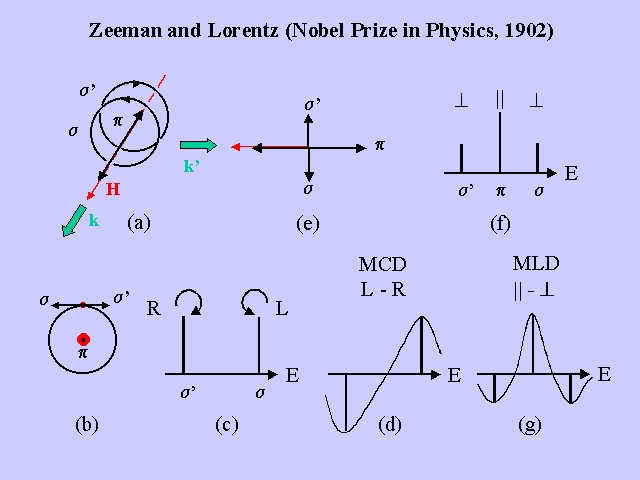 Zeeman and Lorentz (Nobel Prize in Physics, 1902)
σ’
σ
π
H
k
k’
(a)
σ’
π
σ
(e)
⊥ || ⊥
E
σ’ π σ
(f)
σ σ’
π
(b)
R L
E
σ’ σ
(c)
MCD
L - R
E
(d)
MLD
|| - ⊥
E
(g)